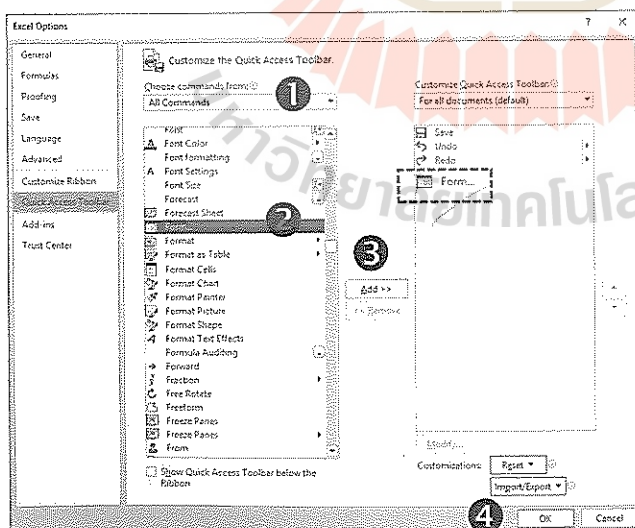 Excel Options
? ×
General
Formulas
Proofing
Save
Language
Advanced
Customize Ribbon
Quick Access Toolbar
Add-ins
Trust Center
Customize the Quick Access Toolbar.
Choose commands from:
1
All Commands
Font
Font Color
Font Formatting
Font Settings
Font Size
Forecast
Forecast Sheet
2
Format
Format as Table
Format Cells
Format Chart
Format Painter
Format Picture
Format Shape
Format Text Effects
Formula Auditing
Forward
Fraction
Free Rotate
Freeform
Freeze Panes
Freeze Panes
From
Show Quick Access Toolbar below the
Ribbon
3
Add >>
<< Remove
Customize Quick Access Toolbar:
For all documents (default)
Save
Undo
Redo
Form...
Modify...
Customizations: Reset
Import/Export
4
OK
Cancel